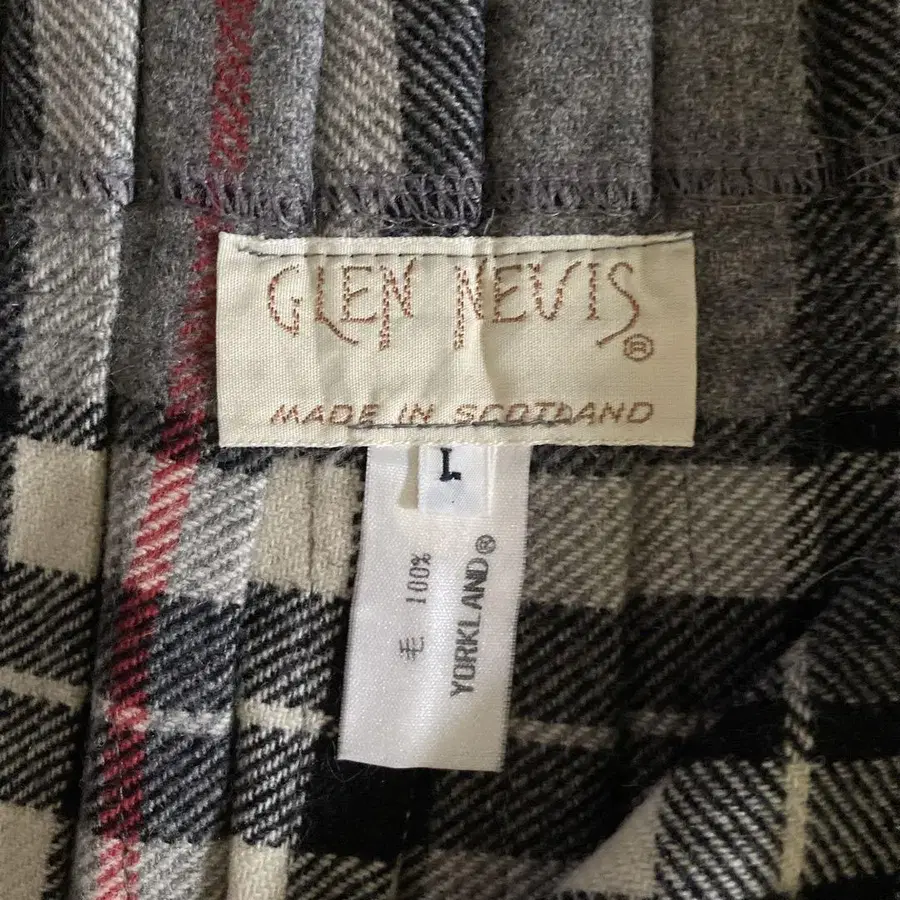 GLEN NEVIS®
MADE IN SCOTLAND
L
毛 100%
YORKLAND®